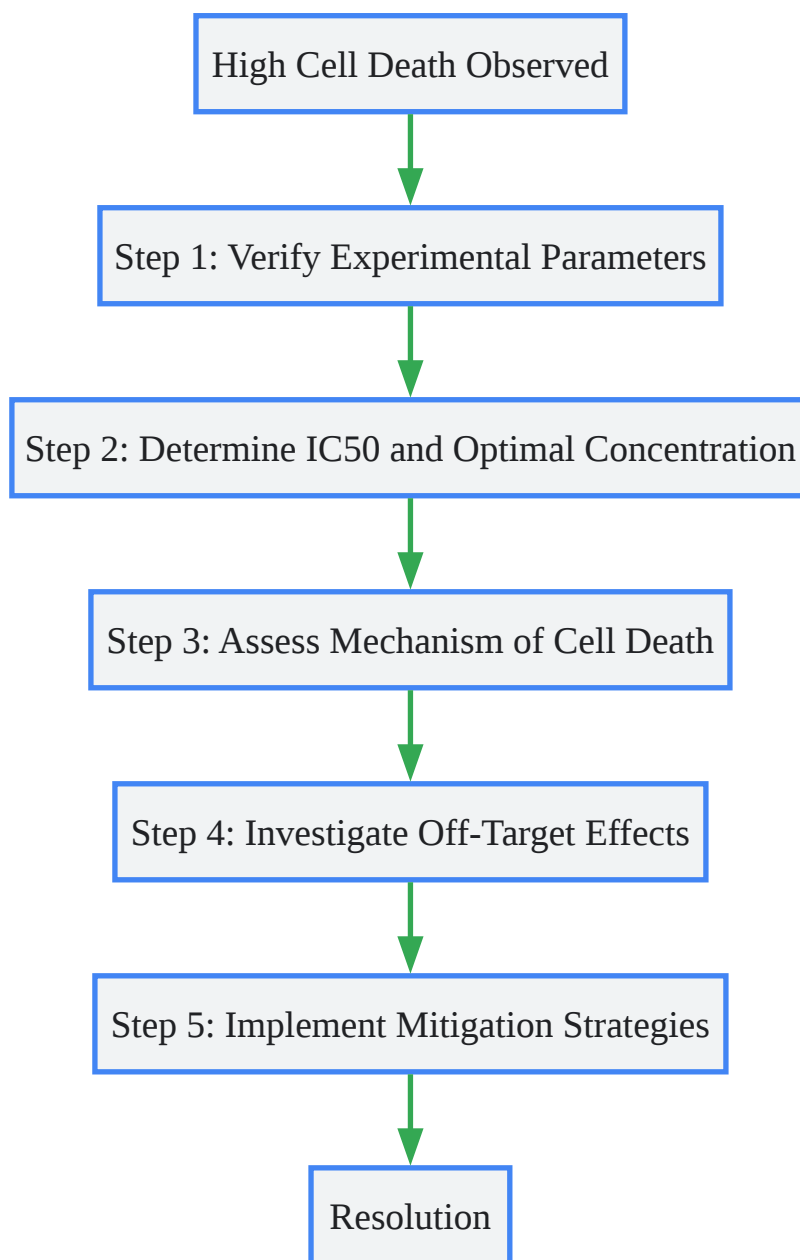 High Cell Death Observed
Step 1: Verify Experimental Parameters
Step 2: Determine IC50 and Optimal Concentration
Step 3: Assess Mechanism of Cell Death
Step 4: Investigate Off-Target Effects
Step 5: Implement Mitigation Strategies
Resolution